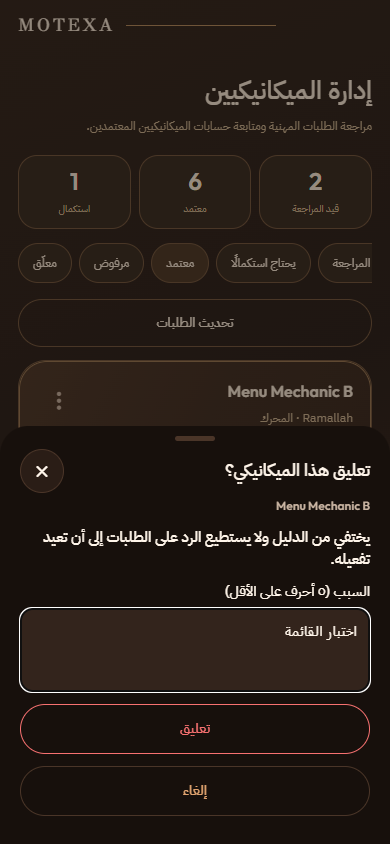 MOTEXA
إدارة الميكانيكيين
مراجعة الطلبات المهنية ومتابعة حسابات الميكانيكيين المعتمدين.
2
قيد المراجعة
6
معتمد
1
استكمال
المراجعة
يحتاج استكمالًا
معتمد
مرفوض
معلّق
تحديث الطلبات
Menu Mechanic B
المحرك · Ramallah
تعليق هذا الميكانيكي؟
Menu Mechanic B
يختفي من الدليل ولا يستطيع الرد على الطلبات إلى أن تعيد
تفعيله.
السبب (٥ أحرف على الأقل)
اختبار القائمة
تعليق
إلغاء